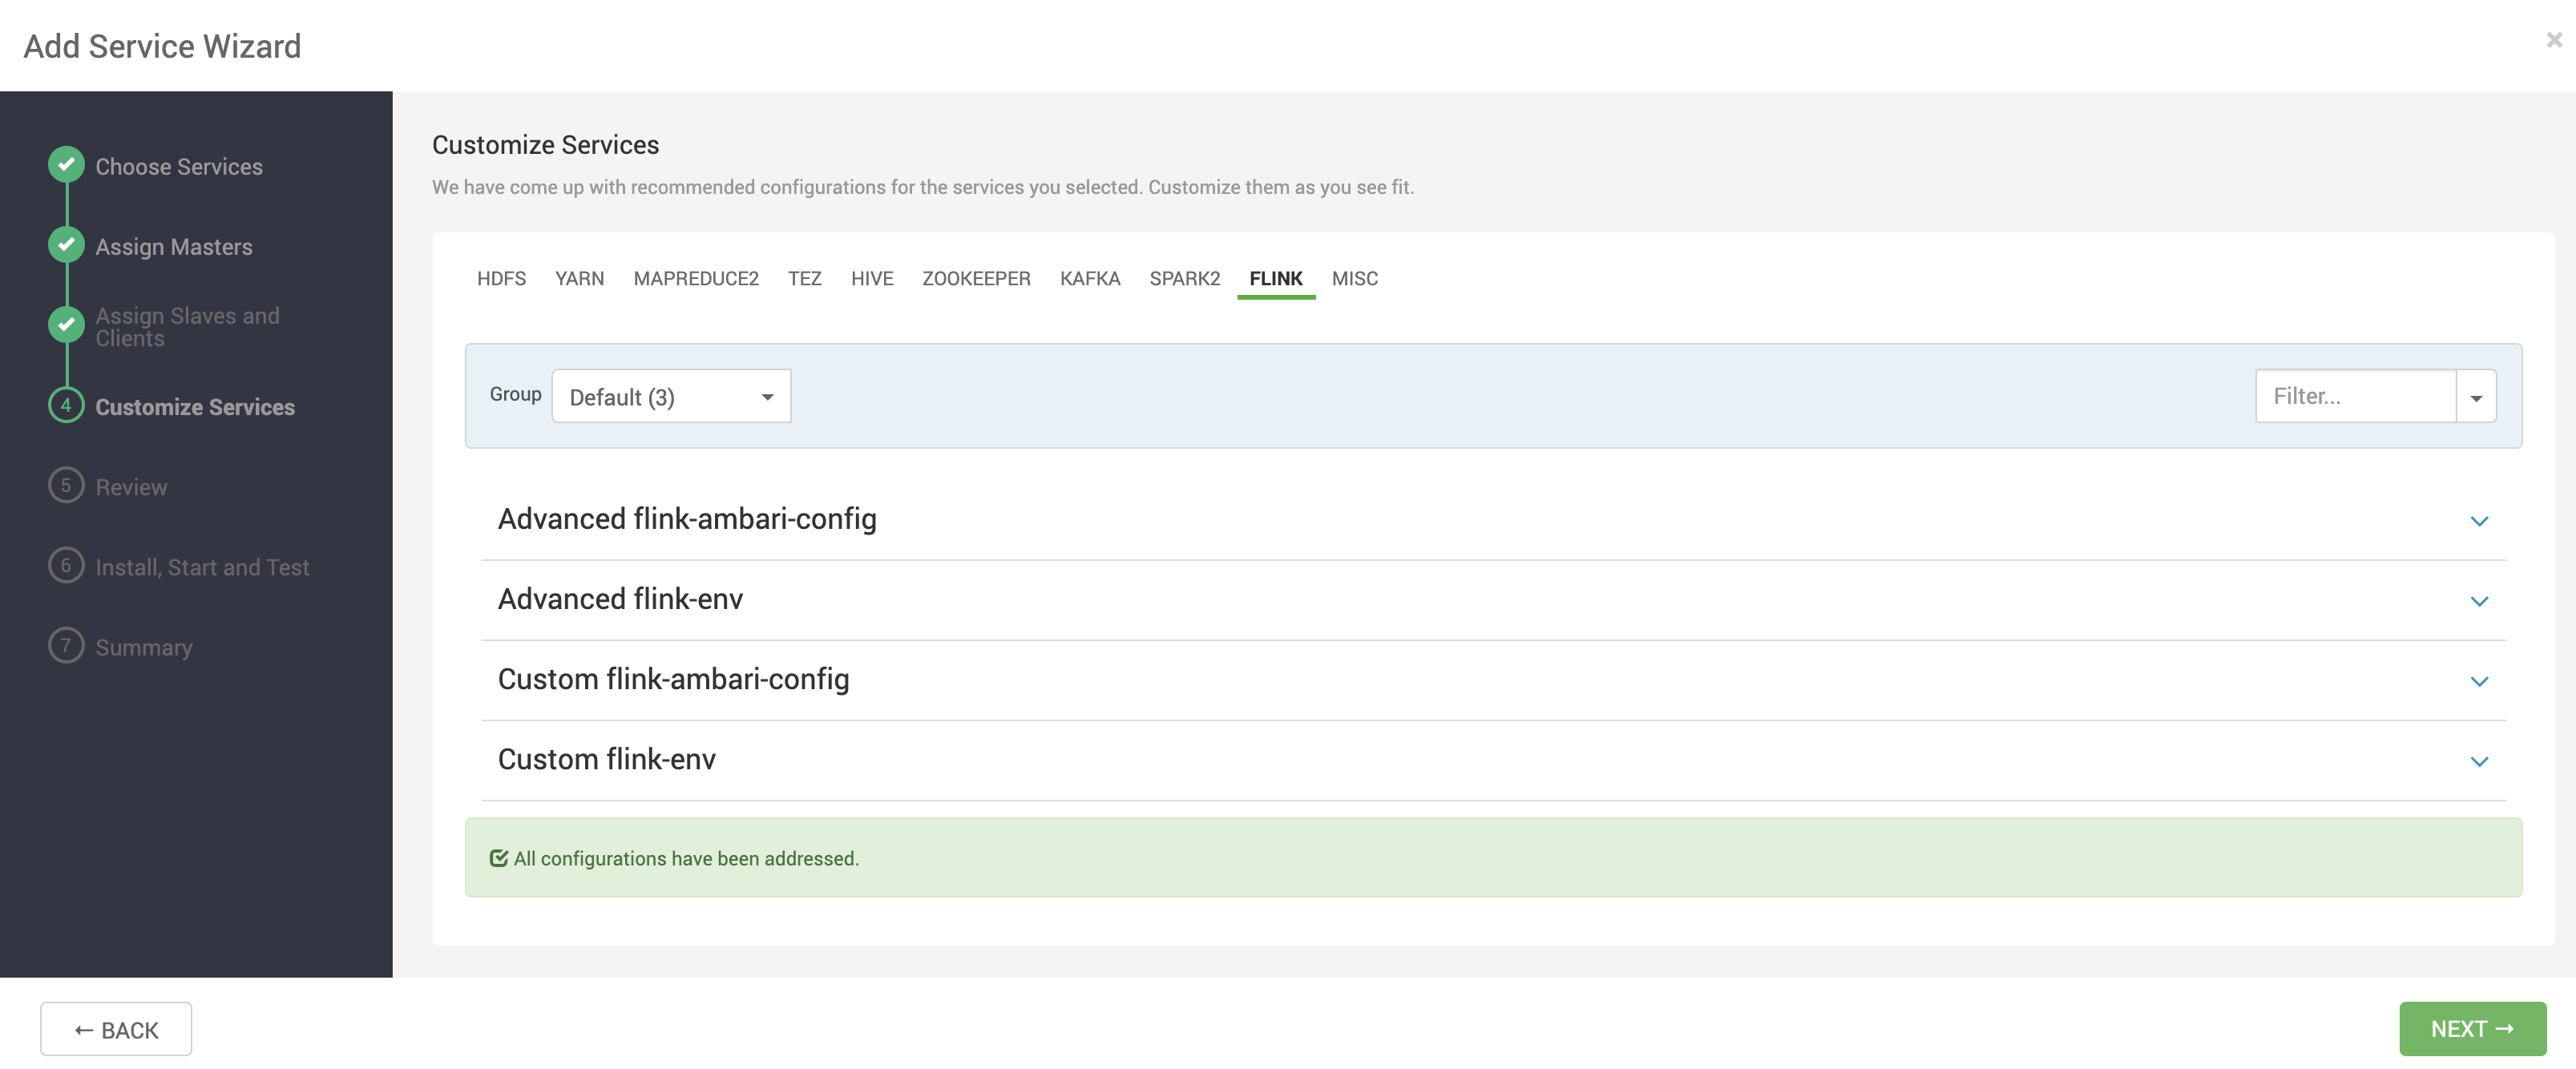 Add Service Wizard
×
Choose Services
Assign Masters
Assign Slaves and
Clients
4 Customize Services
5 Review
6 Install, Start and Test
7 Summary
Customize Services
We have come up with recommended configurations for the services you selected. Customize them as you see fit.
HDFS YARN MAPREDUCE2 TEZ HIVE ZOOKEEPER KAFKA SPARK2 FLINK MISC
Group Default (3) Filter...
Advanced flink-ambari-config
Advanced flink-env
Custom flink-ambari-config
Custom flink-env
All configurations have been addressed.
← BACK
NEXT →